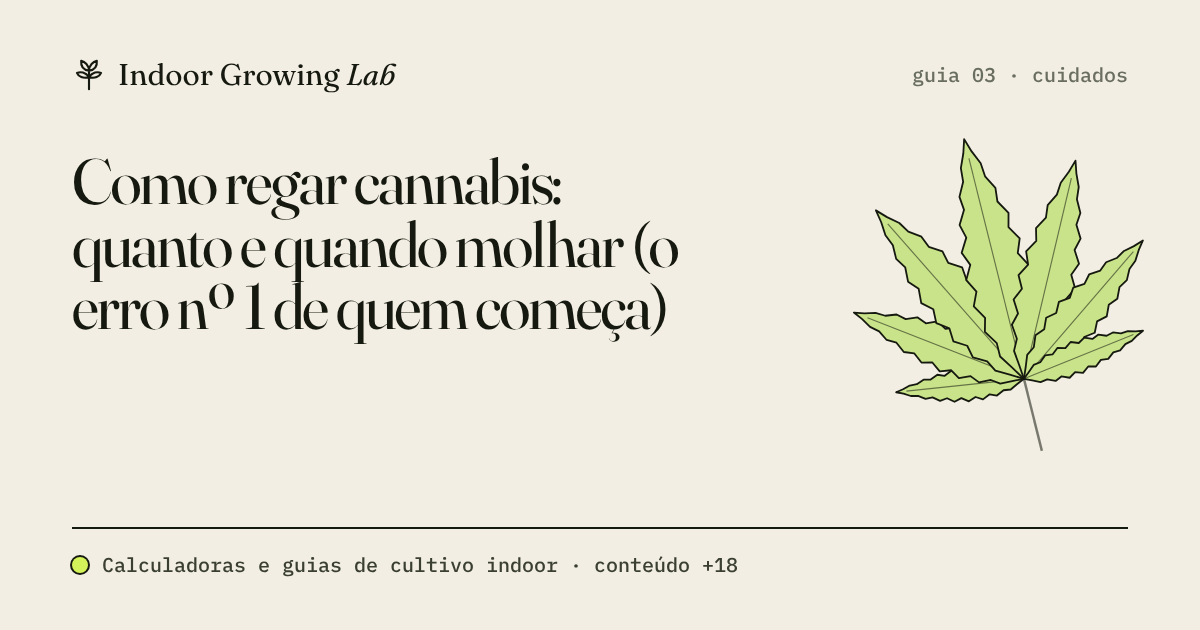 Indoor Growing Lab
guia 03 · cuidados
Como regar cannabis:
quanto e quando molhar (o
erro nº 1 de quem começa)
Calculadoras e guias de cultivo indoor · conteúdo +18